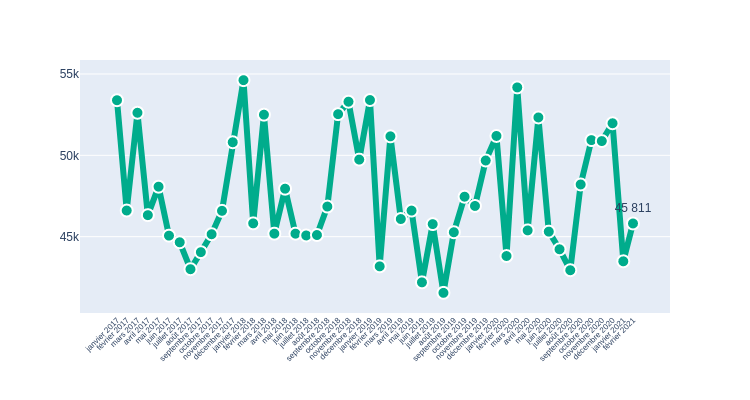 55k
50k
45k
45 811
janvier 2017
février 2017
mars 2017
avril 2017
mai 2017
juin 2017
juillet 2017
août 2017
septembre 2017
octobre 2017
novembre 2017
décembre 2017
janvier 2018
février 2018
mars 2018
avril 2018
mai 2018
juin 2018
juillet 2018
août 2018
septembre 2018
octobre 2018
novembre 2018
décembre 2018
janvier 2019
février 2019
mars 2019
avril 2019
mai 2019
juin 2019
juillet 2019
août 2019
septembre 2019
octobre 2019
novembre 2019
décembre 2019
janvier 2020
février 2020
mars 2020
avril 2020
mai 2020
juin 2020
juillet 2020
août 2020
septembre 2020
octobre 2020
novembre 2020
décembre 2020
janvier 2021
février 2021